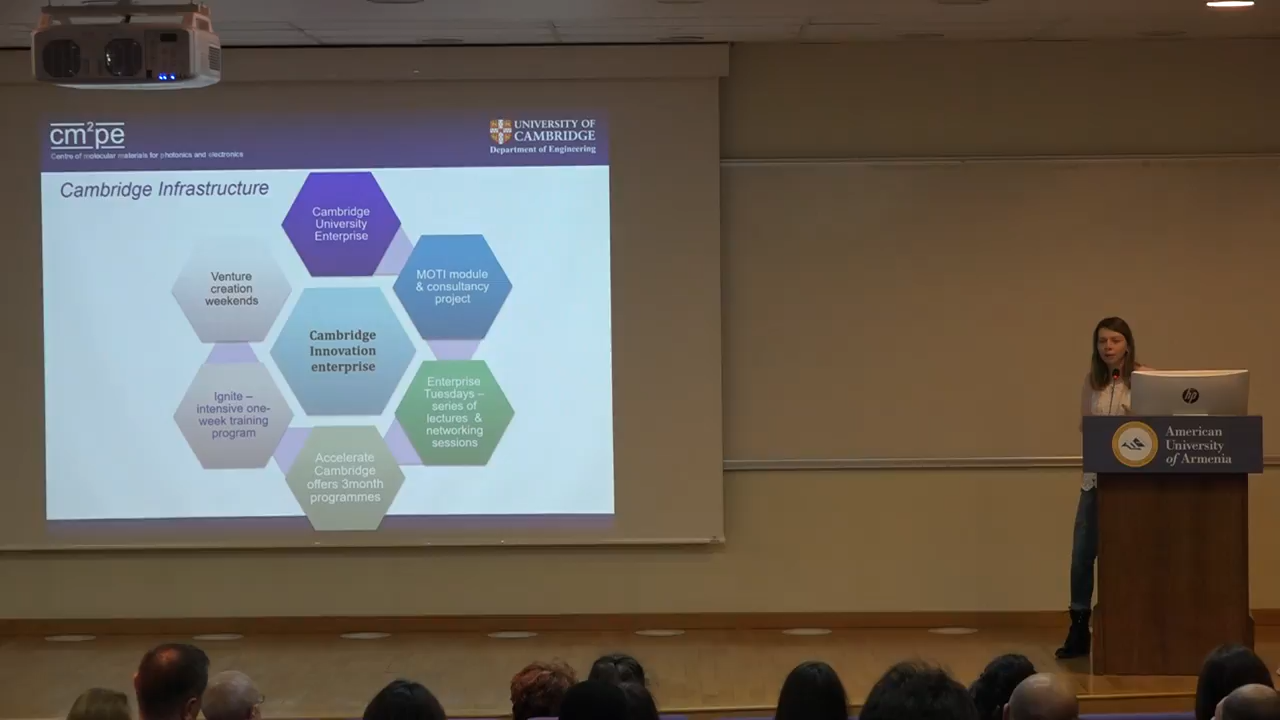 cm²pe
Centre of molecular materials for photonics and electronics
UNIVERSITY OF
CAMBRIDGE
Department of Engineering
Cambridge Infrastructure
Cambridge
University
Enterprise
MOTI module
& consultancy
project
Enterprise
Tuesdays –
series of
lectures &
networking
sessions
Accelerate
Cambridge
offers 3month
programmes
Ignite –
intensive one-
week training
program
Venture
creation
weekends
Cambridge
Innovation
enterprise
hp
American
University
of Armenia